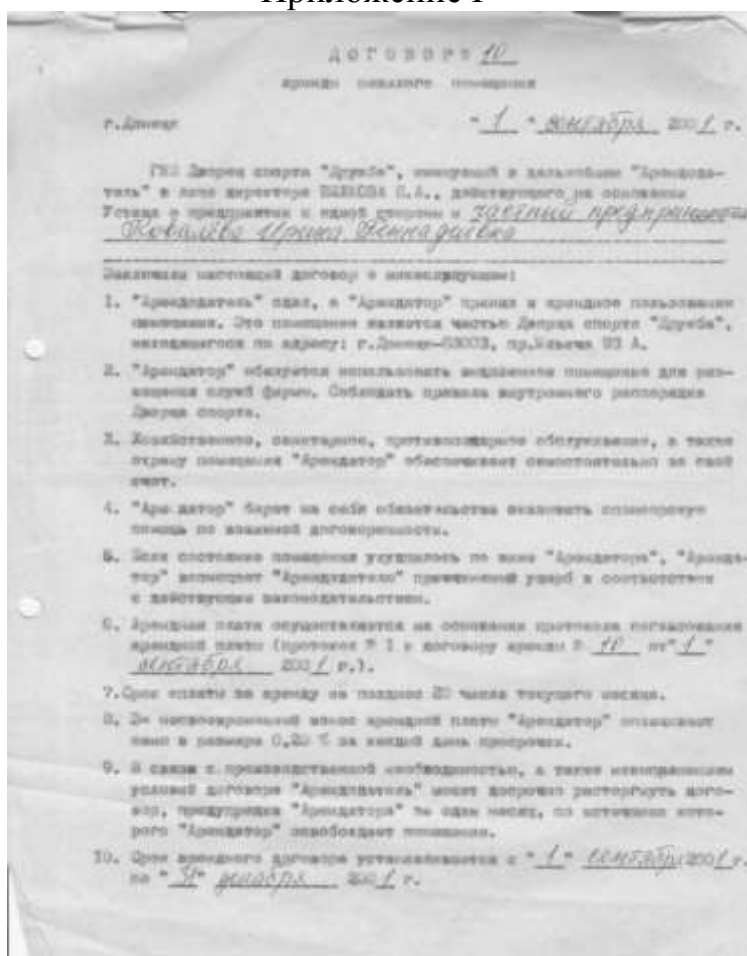 Приложение 1
ДОГОВОР № 10
аренды нежилого помещения
г.Донецк " 1 " сентября 2001 г.
ГКП Дворец спорта "Дружба", именуемый в дальнейшем "Арендода-
тель" в лице директора С.А., действующего на основании
Устава о предприятии с одной стороны и частный предприниматель
Ковалёва Ирина Геннадиевна
Заключили настоящий договор о нижеследующем:
1. "Арендодатель" сдал, а "Арендатор" принял в арендное пользование
помещения. Это помещение является частью Дворца спорта "Дружба",
находящегося по адресу: г.Донецк-83003, пр.Ильича 93 А.
2. "Арендатор" обязуется использовать выделенное помещение для раз-
мещения служб фирмы. Соблюдать правила внутреннего распорядка
Дворца спорта.
3. Хозяйственное, санитарное, противопожарное обслуживание, а также
охрану помещения "Арендатор" обеспечивает самостоятельно за свой
счет.
4. "Арендатор" берет на себя обязательства оказывать спонсорскую
помощь по взаимной договоренности.
5. Если состояние помещения ухудшилось по вине "Арендатора", "Аренда-
тор" возмещает "Арендодателю" причиненный ущерб в соответствии
с действующим законодательством.
6. Арендная плата осуществляется на основании протокола согласования
арендной платы (протокол № 1 к договору аренды № 10 от" 1 "
сентября 2001 г.).
7.Срок оплаты за аренду не позднее 20 числа текущего месяца.
8. За несвоевременный взнос арендной платы "Арендатор" оплачивает
пеню в размере 0,20 % за каждый день просрочки.
9. В связи с производственной необходимостью, а также невыполнением
условий договора "Арендодатель" может досрочно расторгнуть дого-
вор, предупредив "Арендатора" за один месяц, по истечении кото-
рого "Арендатор" освобождает помещение.
10. Срок арендного договора устанавливается с " 1 " сентября 2001 г.
по " 31" декабря 2001 г.